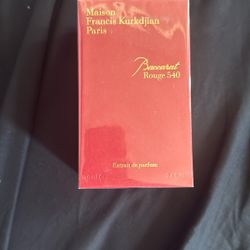 Maison
Francis Kurkdjian
Paris
Baccarat
Rouge 540
Extrait de parfum